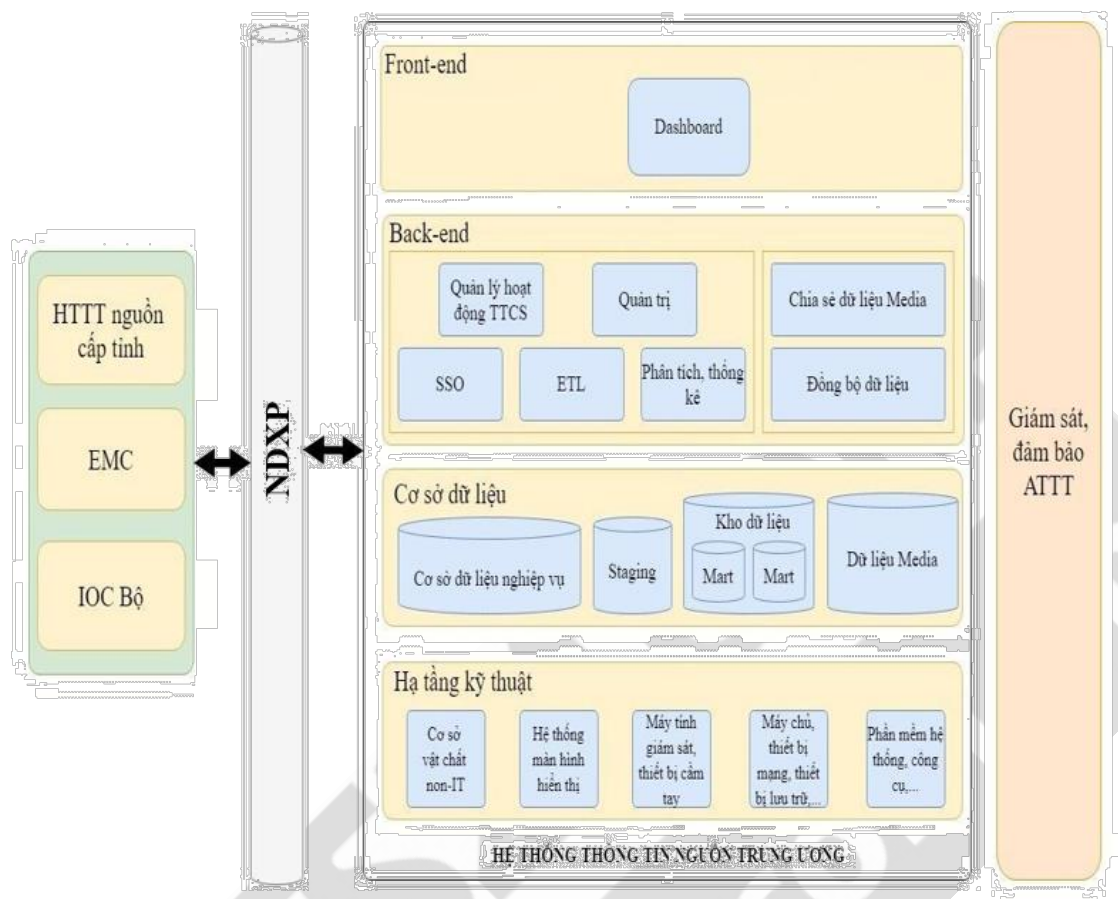 HTTT nguồn
cấp tỉnh
EMC
IOC Bộ
NDXP
Front-end
Dashboard
Back-end
Quản lý hoạt
động TTCS
Quản trị
SSO
ETL
Phân tích, thống
kê
Chia sẻ dữ liệu Media
Đồng bộ dữ liệu
Cơ sở dữ liệu
Cơ sở dữ liệu nghiệp vụ
Staging
Kho dữ liệu
Mart
Mart
Dữ liệu Media
Hạ tầng kỹ thuật
Cơ sở
vật chất
non-IT
Hệ thống
màn hình
hiển thị
Máy tính
giám sát,
thiết bị cầm
tay
Máy chủ,
thiết bị
mạng, thiết
bị lưu trữ,...
Phần mềm hệ
thống, công
cụ,...
HỆ THỐNG THÔNG TIN NGUỒN TRUNG ƯƠNG
Giám sát,
đảm bảo
ATTT